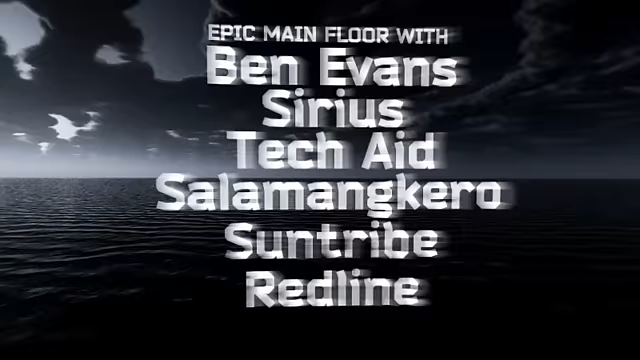 EPIC MAIN FLOOR WITH
Ben Evans
Sirius
Tech Aid
Salamangkero
Suntribe
Redline